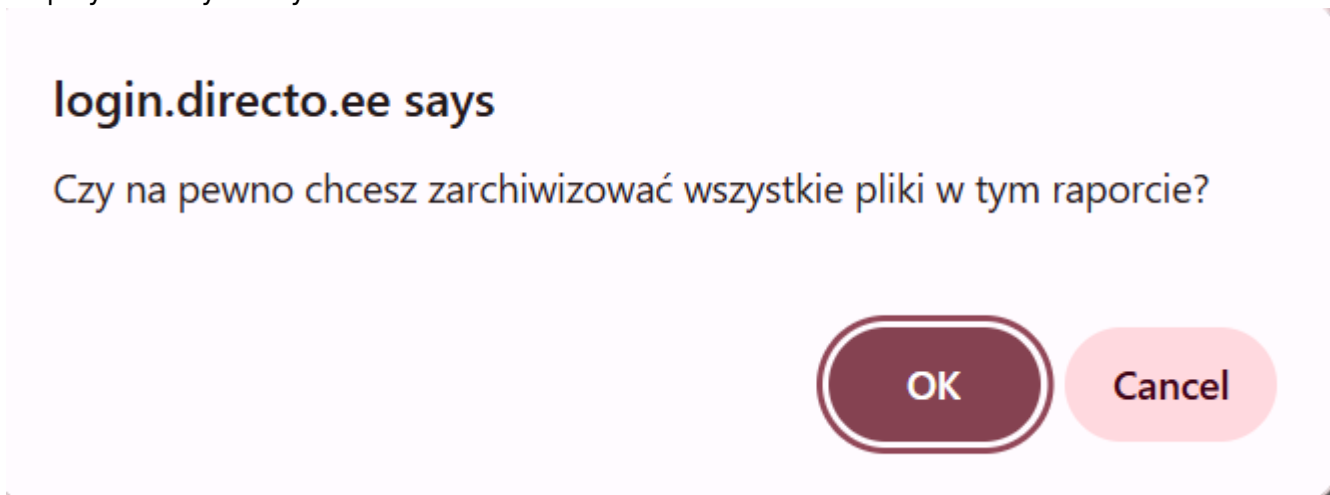 login.directo.ee says
Czy na pewno chcesz zarchiwizować wszystkie pliki w tym raporcie?
OK
Cancel